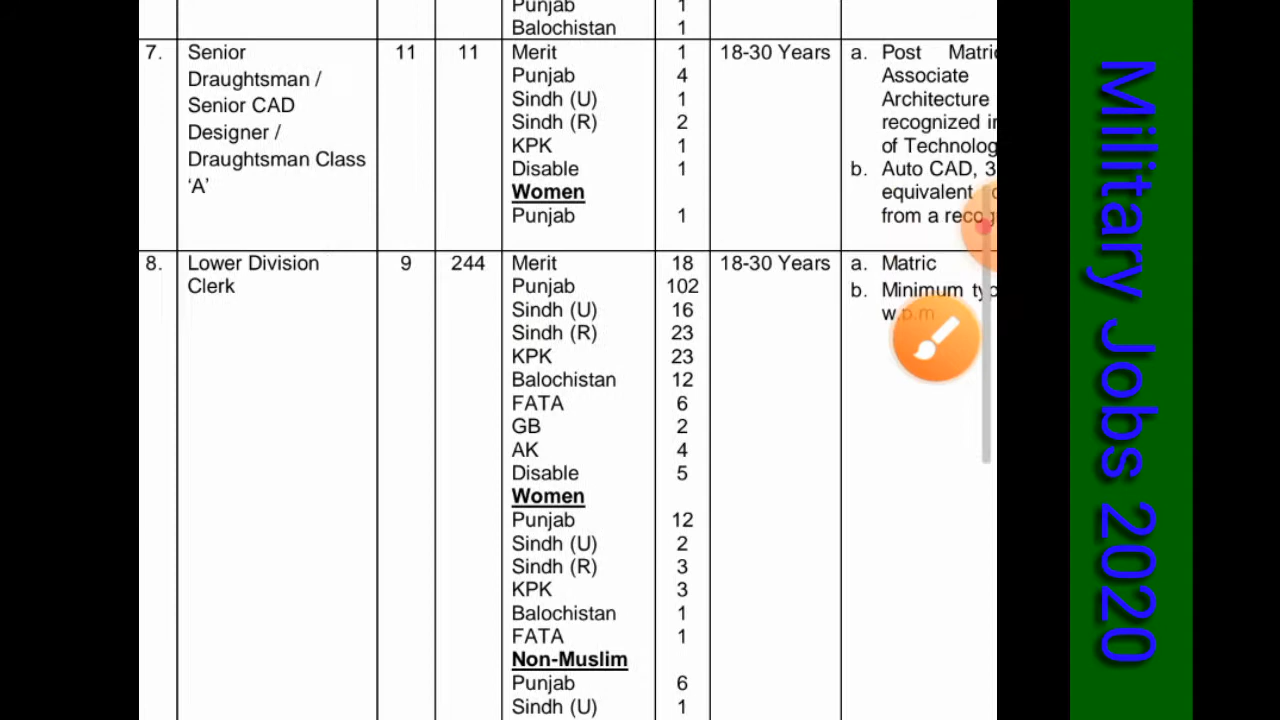 Punjab 1
Balochistan 1
7. Senior Draughtsman / Senior CAD Designer / Draughtsman Class 'A' 11 11
Merit 1
Punjab 4
Sindh (U) 1
Sindh (R) 2
KPK 1
Disable 1
Women
Punjab 1
18-30 Years
a. Post
Associate
Architecture
recognized
of
b. Auto CAD,
equivalent
from a
8. Lower Division Clerk 9 244
Merit 18
Punjab 102
Sindh (U) 16
Sindh (R) 23
KPK 23
Balochistan 12
FATA 6
GB 2
AK 4
Disable 5
Women
Punjab 12
Sindh (U) 2
Sindh (R) 3
KPK 3
Balochistan 1
FATA 1
Non-Muslim
Punjab 6
Sindh (U) 1
18-30 Years
a. Matric
b. Minimum
w.p.m
Military Jobs 2020